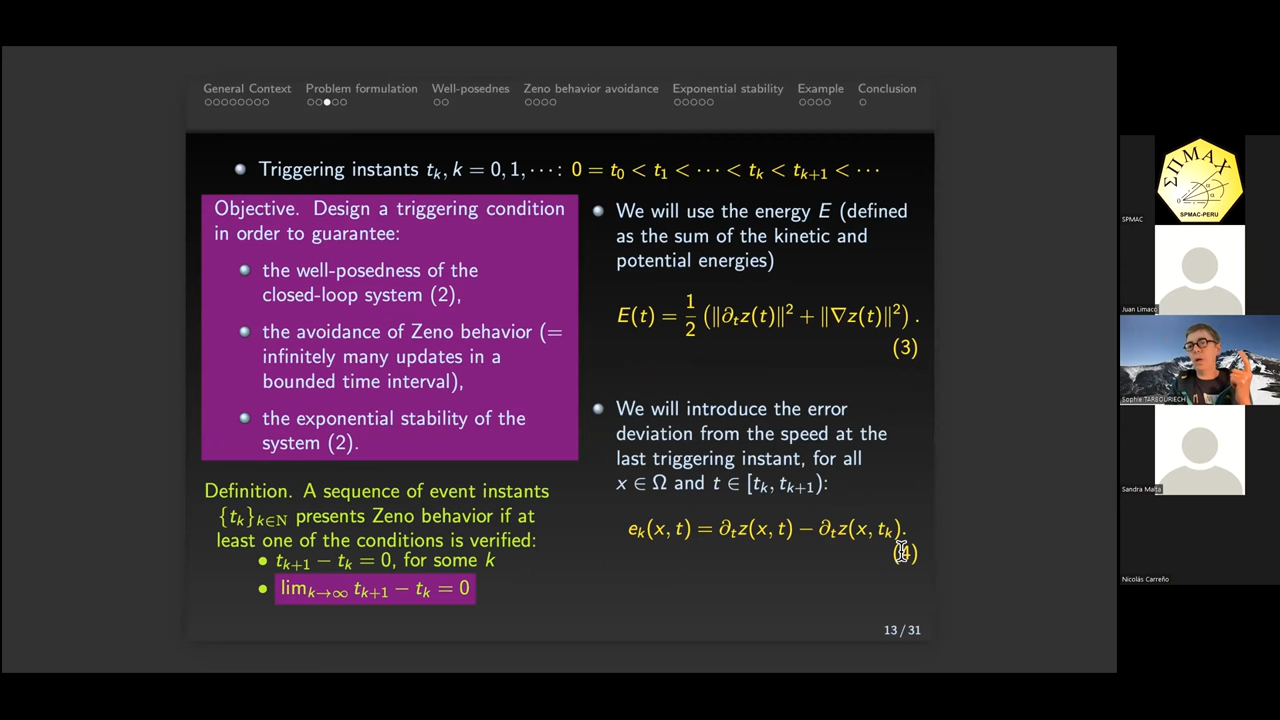 General Context Problem formulation Well-posednes Zeno behavior avoidance Exponential stability Example Conclusion
Triggering instants t_k, k = 0, 1, ··· : 0 = t_0 < t_1 < ··· < t_k < t_{k+1} < ···
Objective. Design a triggering condition
in order to guarantee:
the well-posedness of the
closed-loop system (2),
the avoidance of Zeno behavior (=
infinitely many updates in a
bounded time interval),
the exponential stability of the
system (2).
Definition. A sequence of event instants
{t_k}_{k∈ℕ} presents Zeno behavior if at
least one of the conditions is verified:
t_{k+1} − t_k = 0, for some k
lim_{k→∞} t_{k+1} − t_k = 0
We will use the energy E (defined
as the sum of the kinetic and
potential energies)
E(t) = 1/2 (‖∂_t z(t)‖² + ‖∇z(t)‖²) .
(3)
We will introduce the error
deviation from the speed at the
last triggering instant, for all
x ∈ Ω and t ∈ [t_k, t_{k+1}):
e_k(x, t) = ∂_t z(x, t) − ∂_t z(x, t_k).
(4)
13 / 31
ΣΠΜΑΧ
SPMAC-PERU
SPMAC
Juan Limaco
Sophie TARBOURIECH
Sandra Malta
Nicolás Carreño